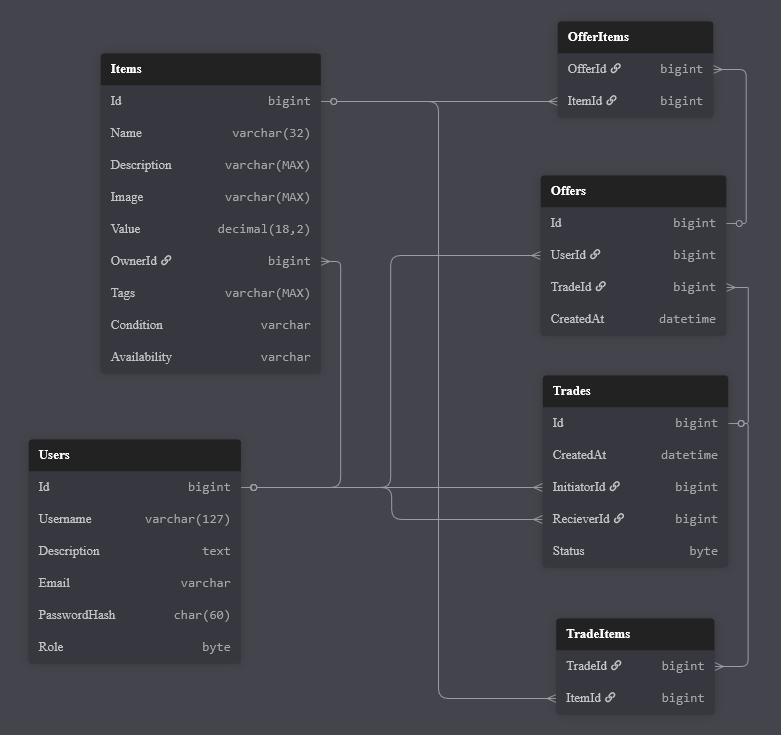 Items
Id bigint
Name varchar(32)
Description varchar(MAX)
Image varchar(MAX)
Value decimal(18,2)
OwnerId bigint
Tags varchar(MAX)
Condition varchar
Availability varchar
Users
Id bigint
Username varchar(127)
Description text
Email varchar
PasswordHash char(60)
Role byte
OfferItems
OfferId bigint
ItemId bigint
Offers
Id bigint
UserId bigint
TradeId bigint
CreatedAt datetime
Trades
Id bigint
CreatedAt datetime
InitiatorId bigint
RecieverId bigint
Status byte
TradeItems
TradeId bigint
ItemId bigint